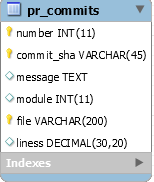 pr_commits
number INT(11)
commit_sha VARCHAR(45)
message TEXT
module INT(11)
file VARCHAR(200)
liness DECIMAL(30,20)
Indexes